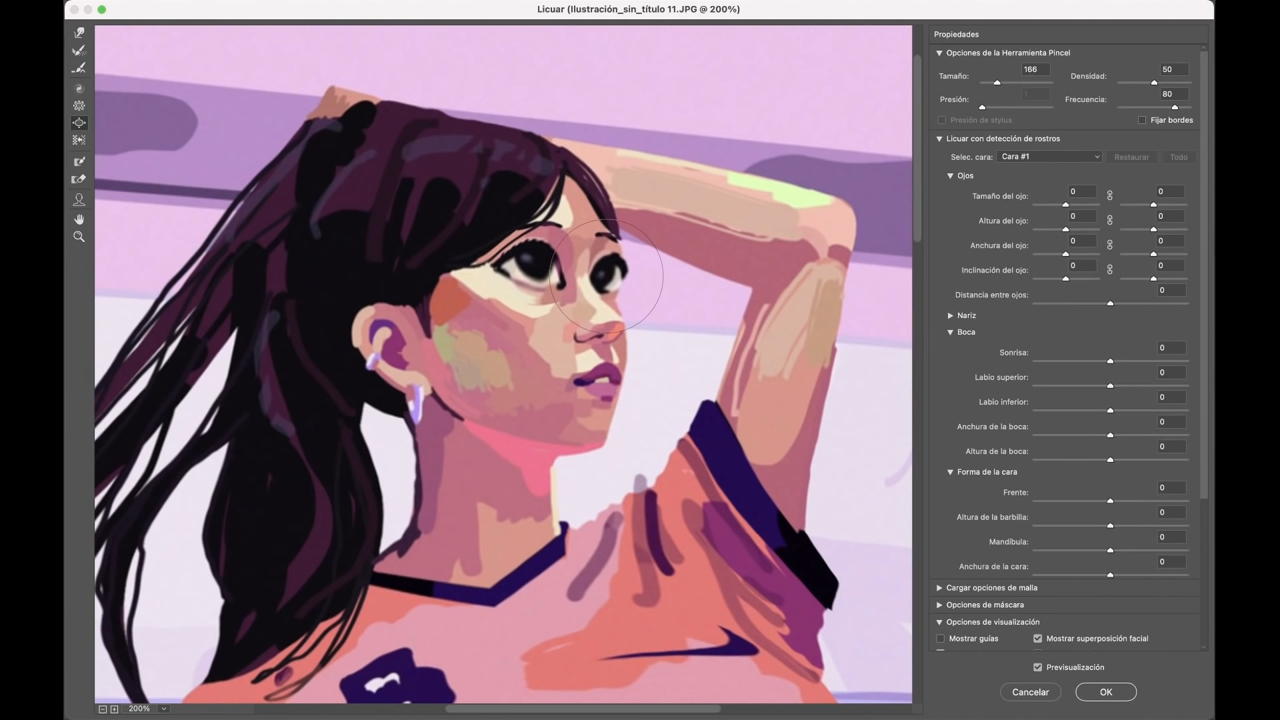 Licuar (Ilustración_sin_título 11.JPG @ 200%)
Propiedades
Opciones de la Herramienta Pincel
Tamaño: 166 Densidad: 50
Presión: Frecuencia: 80
Presión de stylus Fijar bordes
Licuar con detección de rostros
Selec. cara: Cara #1 Restaurar Todo
Ojos
Tamaño del ojo: 0 0
Altura del ojo: 0 0
Anchura del ojo: 0 0
Inclinación del ojo: 0 0
Distancia entre ojos: 0
Nariz
Boca
Sonrisa: 0
Labio superior: 0
Labio inferior: 0
Anchura de la boca: 0
Altura de la boca: 0
Forma de la cara
Frente: 0
Altura de la barbilla: 0
Mandíbula: 0
Anchura de la cara: 0
Cargar opciones de malla
Opciones de máscara
Opciones de visualización
Mostrar guías Mostrar superposición facial
Previsualización
Cancelar OK
200%